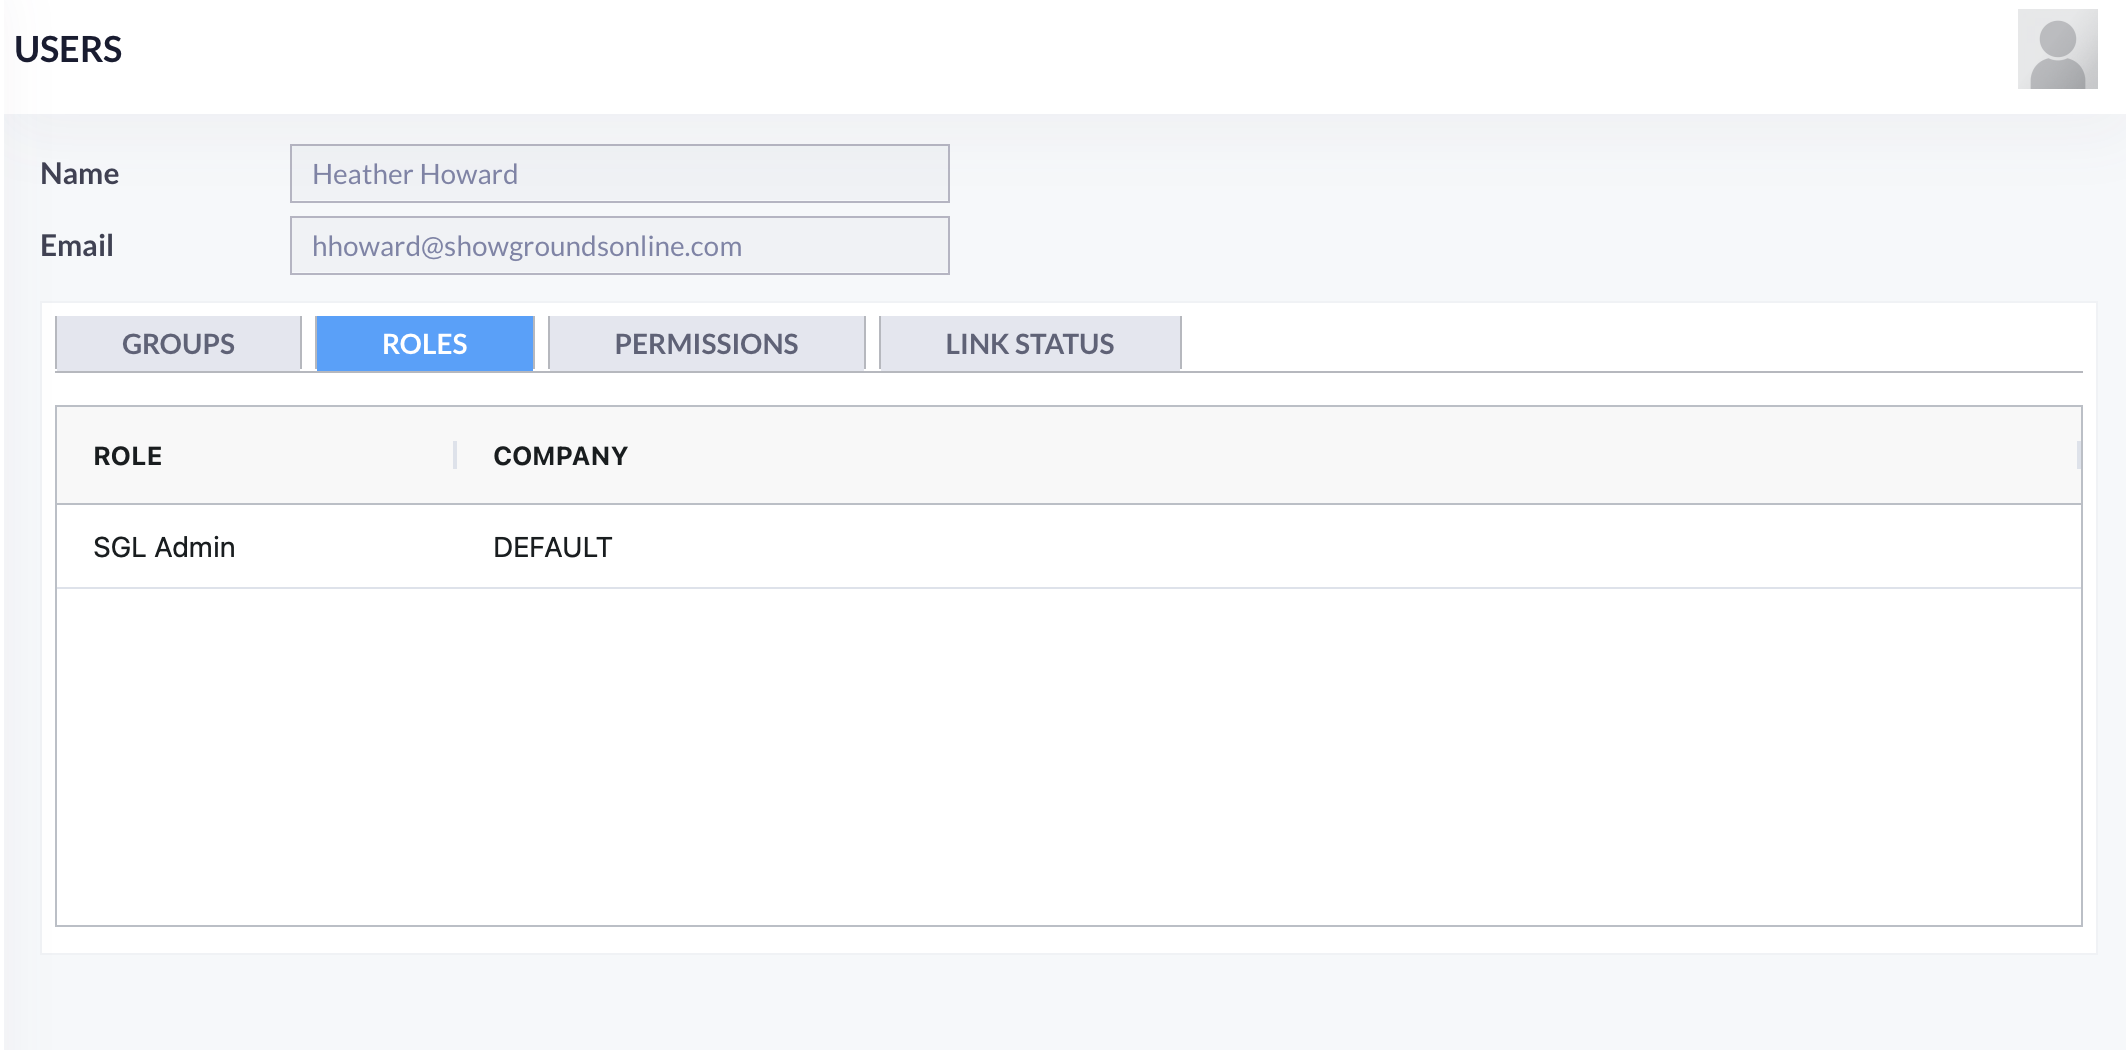 USERS
Name
Heather Howard
Email
hhoward@showgroundsonline.com
GROUPS ROLES PERMISSIONS LINK STATUS
ROLE COMPANY
SGL Admin DEFAULT